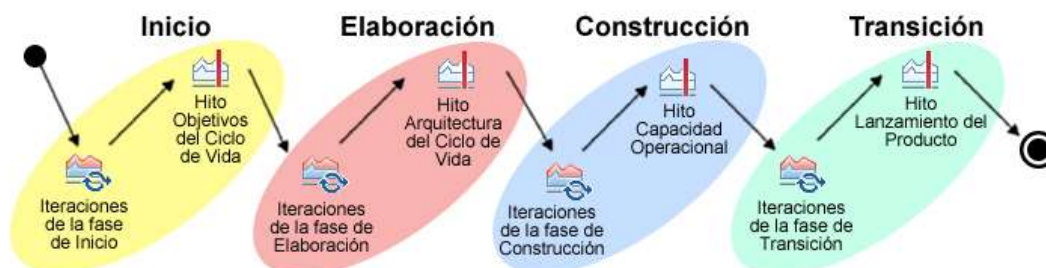 Inicio
Elaboración
Construcción
Transición
Hito
Objetivos
del Ciclo
de Vida
Iteraciones
de la fase
de Inicio
Hito
Arquitectura
del Ciclo de
Vida
Iteraciones
de la fase de
Elaboración
Hito
Capacidad
Operacional
Iteraciones
de la fase de
Construcción
Hito
Lanzamiento del
Producto
Iteraciones
de la fase de
Transición